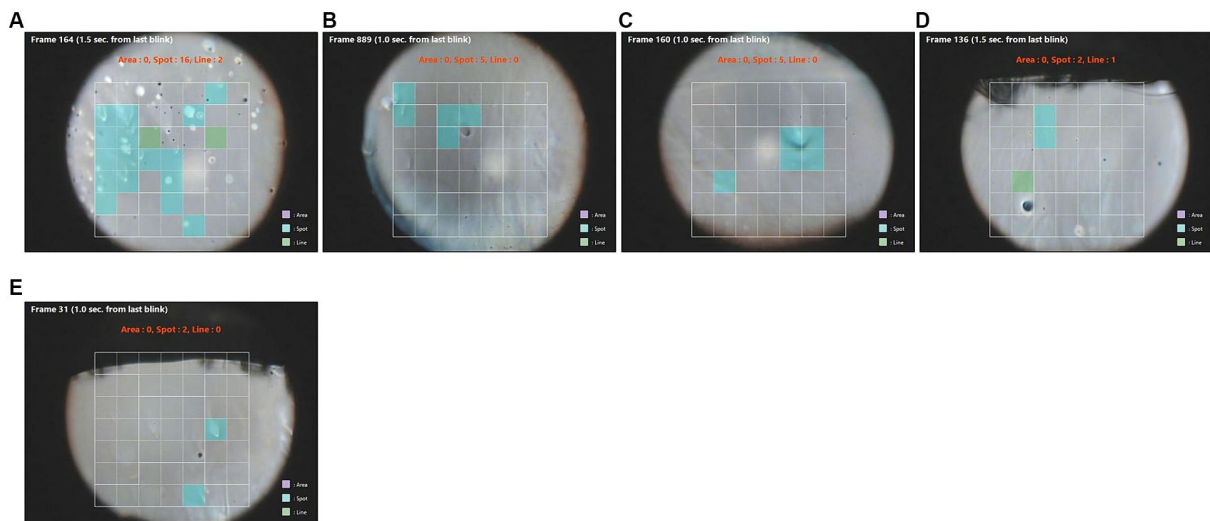 A
Frame 164 (1.5 sec. from last blink)
Area : 0, Spot : 16, Line : 2
: Area
: Spot
: Line
B
Frame 889 (1.0 sec. from last blink)
Area : 0, Spot : 5, Line : 0
: Area
: Spot
: Line
C
Frame 160 (1.0 sec. from last blink)
Area : 0, Spot : 5, Line : 0
: Area
: Spot
: Line
D
Frame 136 (1.5 sec. from last blink)
Area : 0, Spot : 2, Line : 1
: Area
: Spot
: Line
E
Frame 31 (1.0 sec. from last blink)
Area : 0, Spot : 2, Line : 0
: Area
: Spot
: Line